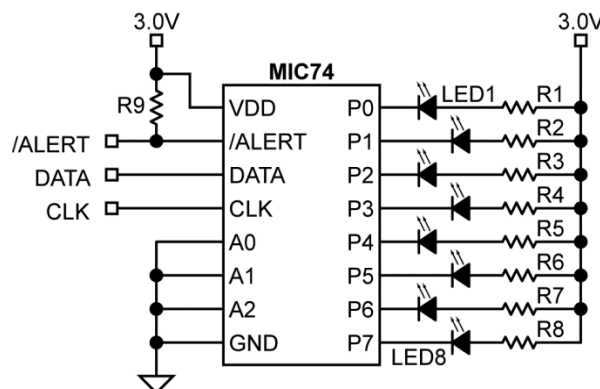 3.0V 3.0V
MIC74
R9 VDD P0 LED1 R1
/ALERT /ALERT P1 R2
DATA DATA P2 R3
CLK CLK P3 R4
A0 P4 R5
A1 P5 R6
A2 P6 R7
GND P7 LED8 R8